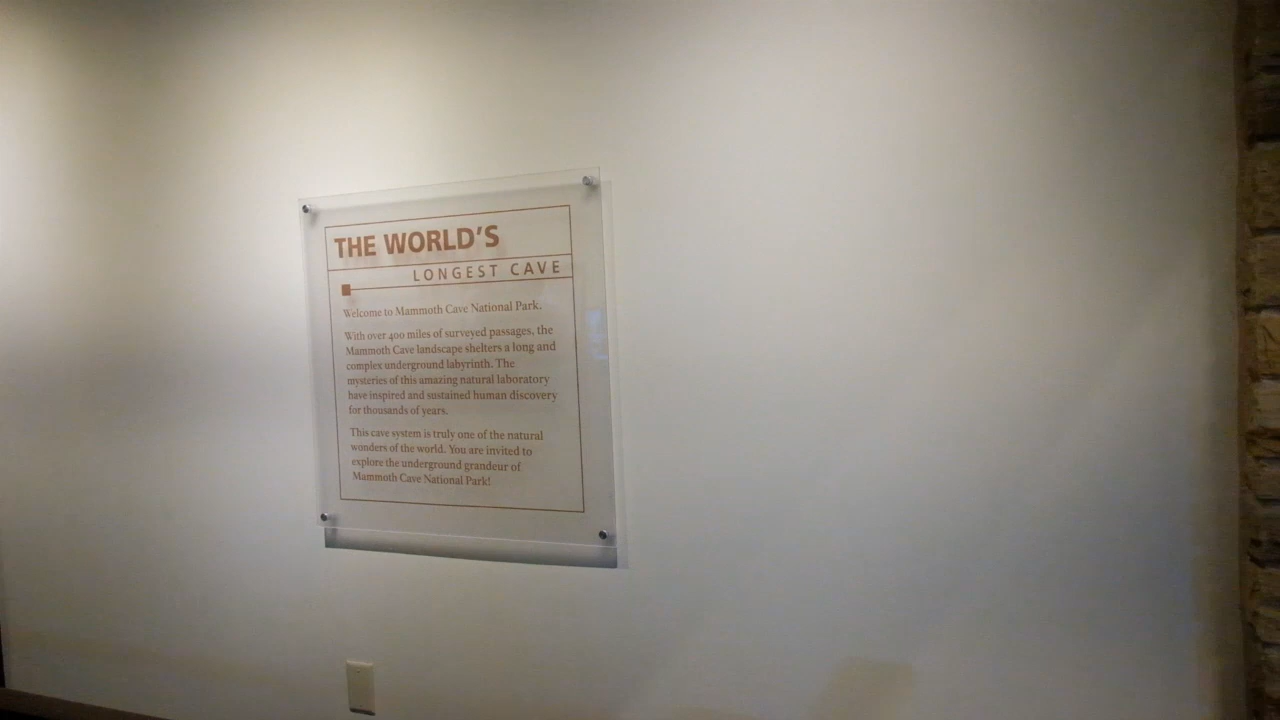 THE WORLD'S
LONGEST CAVE
Welcome to Mammoth Cave National Park.
With over 400 miles of surveyed passages, the
Mammoth Cave landscape shelters a long and
complex underground labyrinth. The
mysteries of this amazing natural laboratory
have inspired and sustained human discovery
for thousands of years.
This cave system is truly one of the natural
wonders of the world. You are invited to
explore the underground grandeur of
Mammoth Cave National Park!